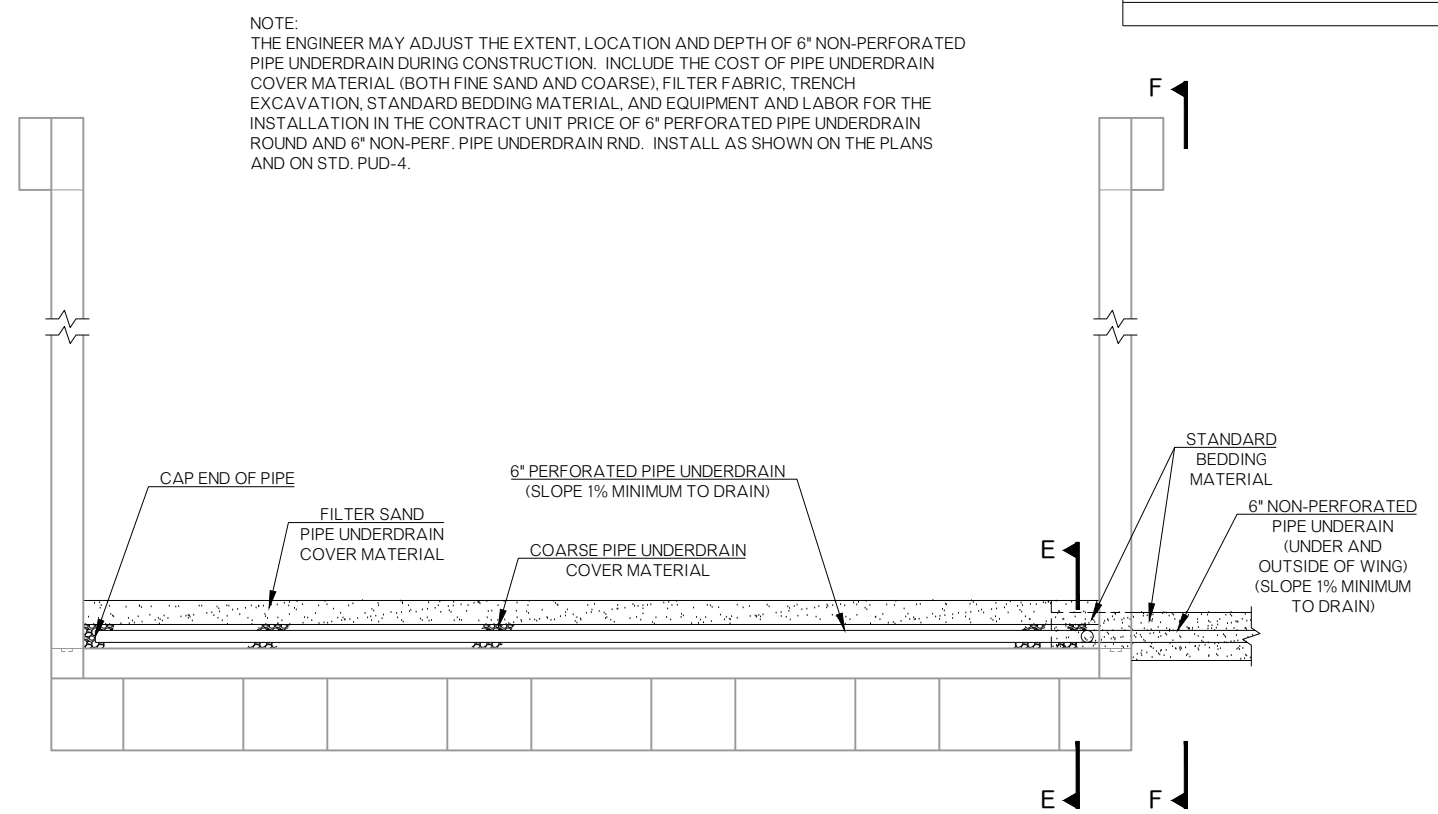 NOTE:
THE ENGINEER MAY ADJUST THE EXTENT, LOCATION AND DEPTH OF 6" NON-PERFORATED
PIPE UNDERDRAIN DURING CONSTRUCTION. INCLUDE THE COST OF PIPE UNDERDRAIN
COVER MATERIAL (BOTH FINE SAND AND COARSE), FILTER FABRIC, TRENCH
EXCAVATION, STANDARD BEDDING MATERIAL, AND EQUIPMENT AND LABOR FOR THE
INSTALLATION IN THE CONTRACT UNIT PRICE OF 6" PERFORATED PIPE UNDERDRAIN
ROUND AND 6" NON-PERF. PIPE UNDERDRAIN RND. INSTALL AS SHOWN ON THE PLANS
AND ON STD. PUD-4.
F
CAP END OF PIPE
FILTER SAND
PIPE UNDERDRAIN
COVER MATERIAL
6" PERFORATED PIPE UNDERDRAIN
(SLOPE 1% MINIMUM TO DRAIN)
COARSE PIPE UNDERDRAIN
COVER MATERIAL
STANDARD
BEDDING
MATERIAL
6" NON-PERFORATED
PIPE UNDERAIN
(UNDER AND
OUTSIDE OF WING)
(SLOPE 1% MINIMUM
TO DRAIN)
E
E
F